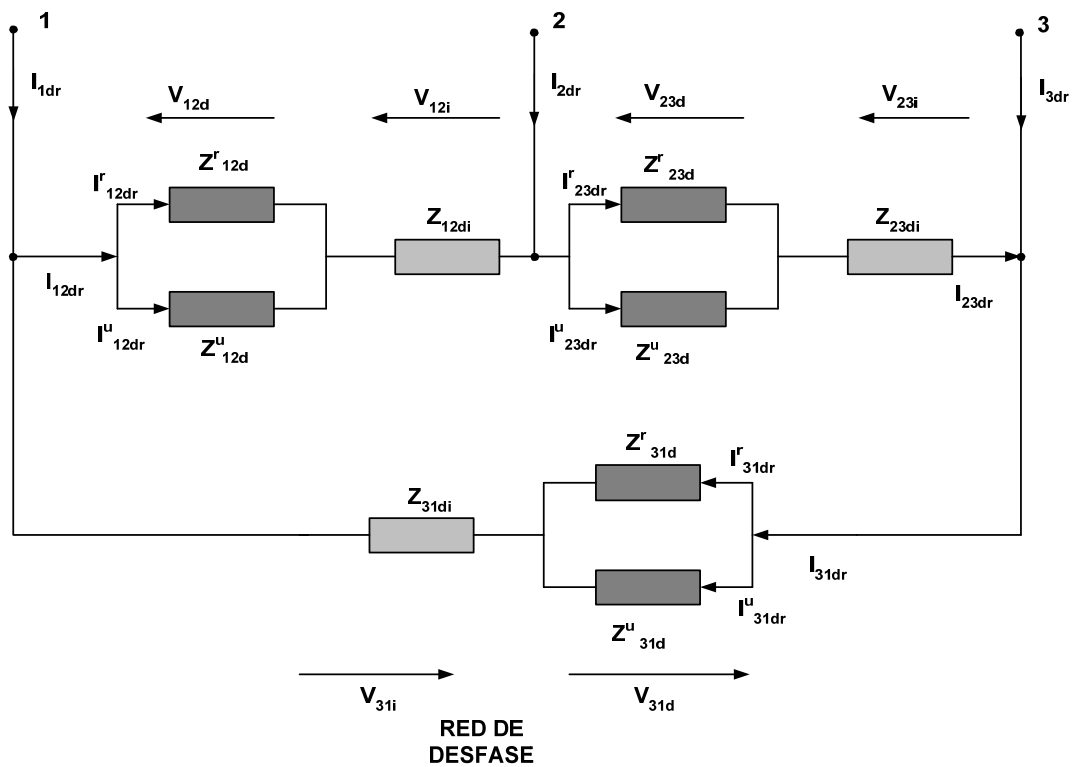 1
2
3
I1dr
I2dr
I3dr
V12d
V12i
V23d
V23i
Zr12d
Zr23d
Ir12dr
Ir23dr
Z12di
Z23di
I12dr
I23dr
Iu12dr
Iu23dr
Zu12d
Zu23d
Zr31d
Ir31dr
Z31di
I31dr
Iu31dr
Zu31d
V31i
V31d
RED DE
DESFASE